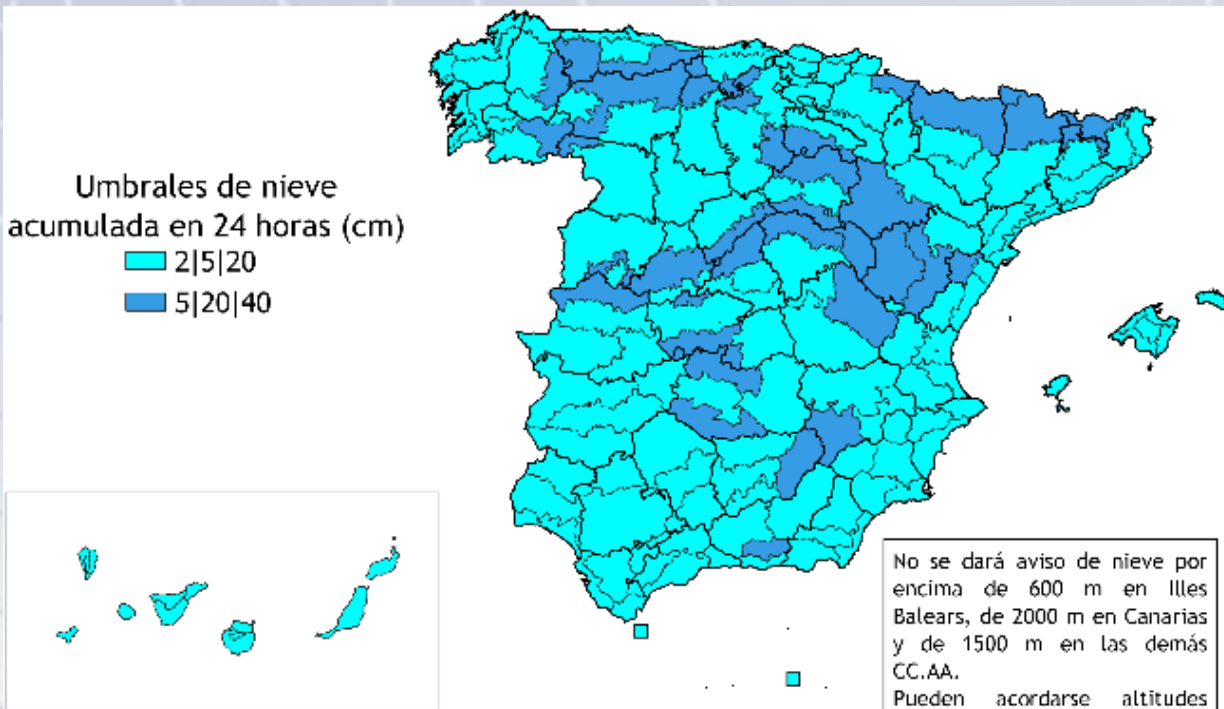 Umbrales de nieve
acumulada en 24 horas (cm)
2|5|20
5|20|40
No se dará aviso de nieve por
encima de 600 m en Illes
Balears, de 2000 m en Canarias
y de 1500 m en las demás
CC.AA.
Pueden acordarse altitudes